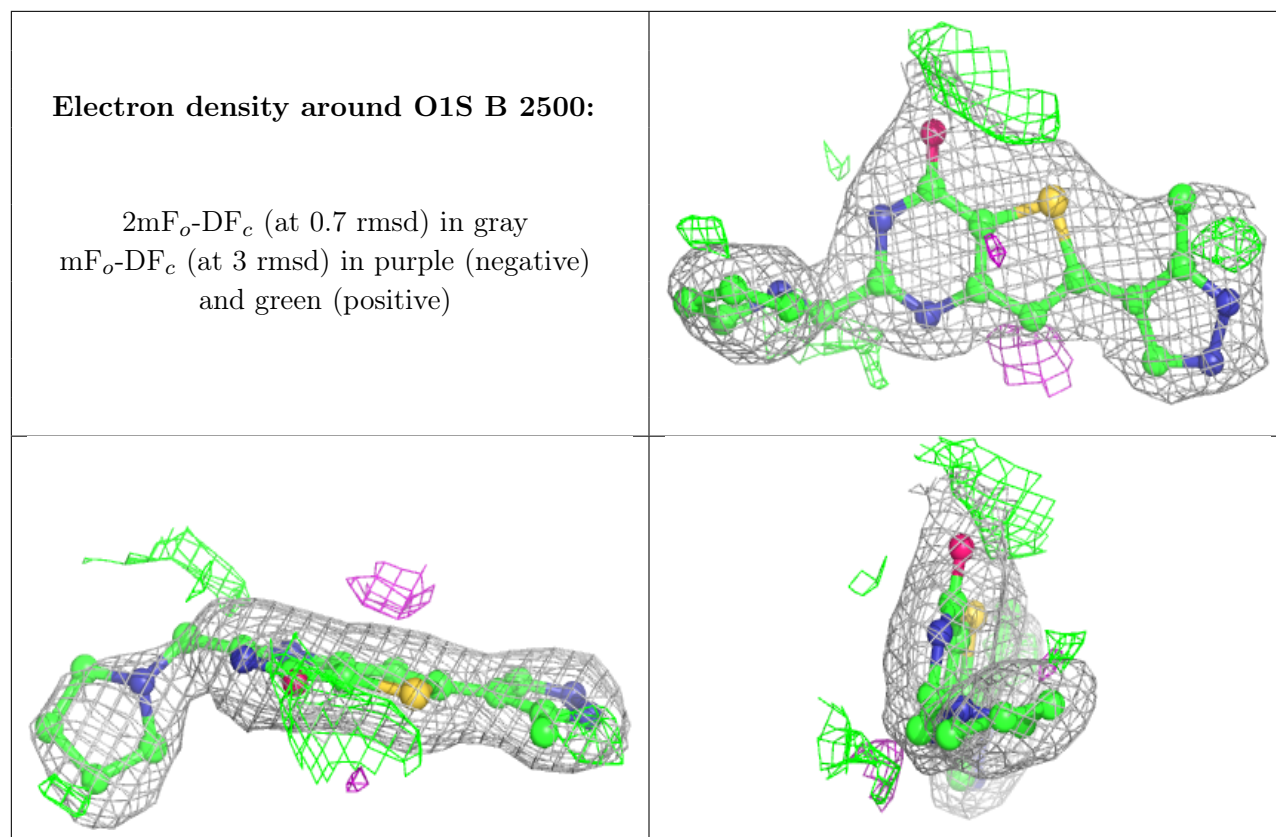 Electron density around O1S B 2500:
2mFo-DFc (at 0.7 rmsd) in gray
mFo-DFc (at 3 rmsd) in purple (negative)
and green (positive)